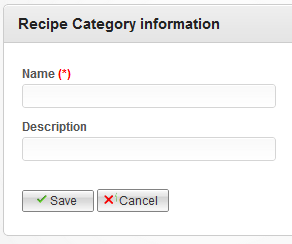 Recipe Category information
Name (*)
Description
Save Cancel